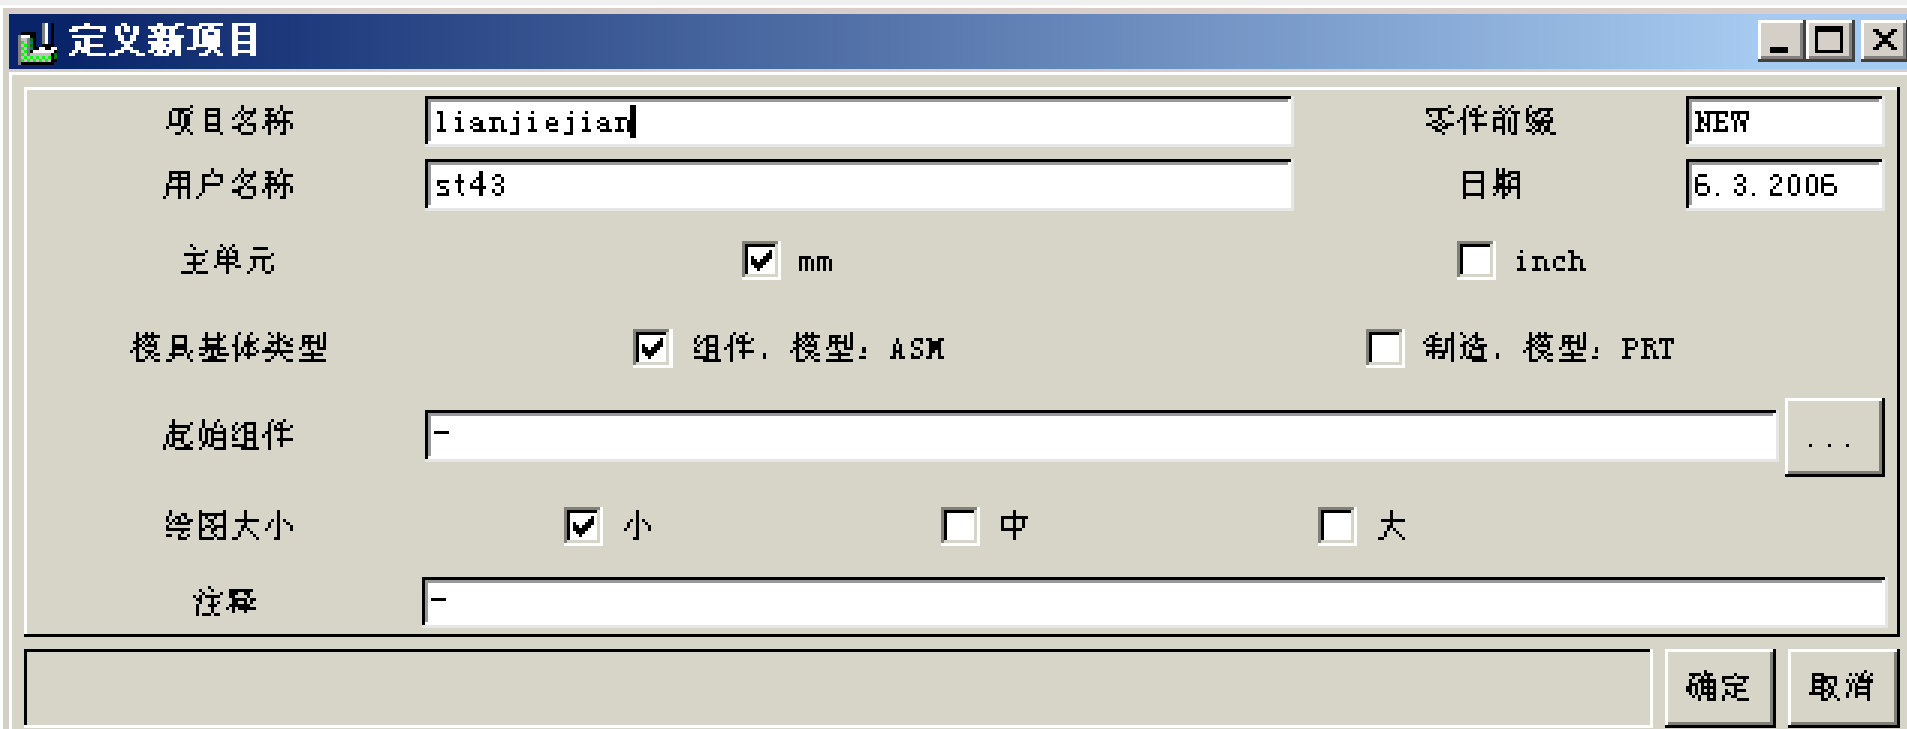 定义新项目
项目名称 lianjiejian 零件前缀 NEW
用户名称 st43 日期 6.3.2006
主单元 mm inch
模具基体类型 组件，模型：ASM 制造，模型：PRT
起始组件 - ...
绘图大小 小 中 大
注释 -
确定 取消